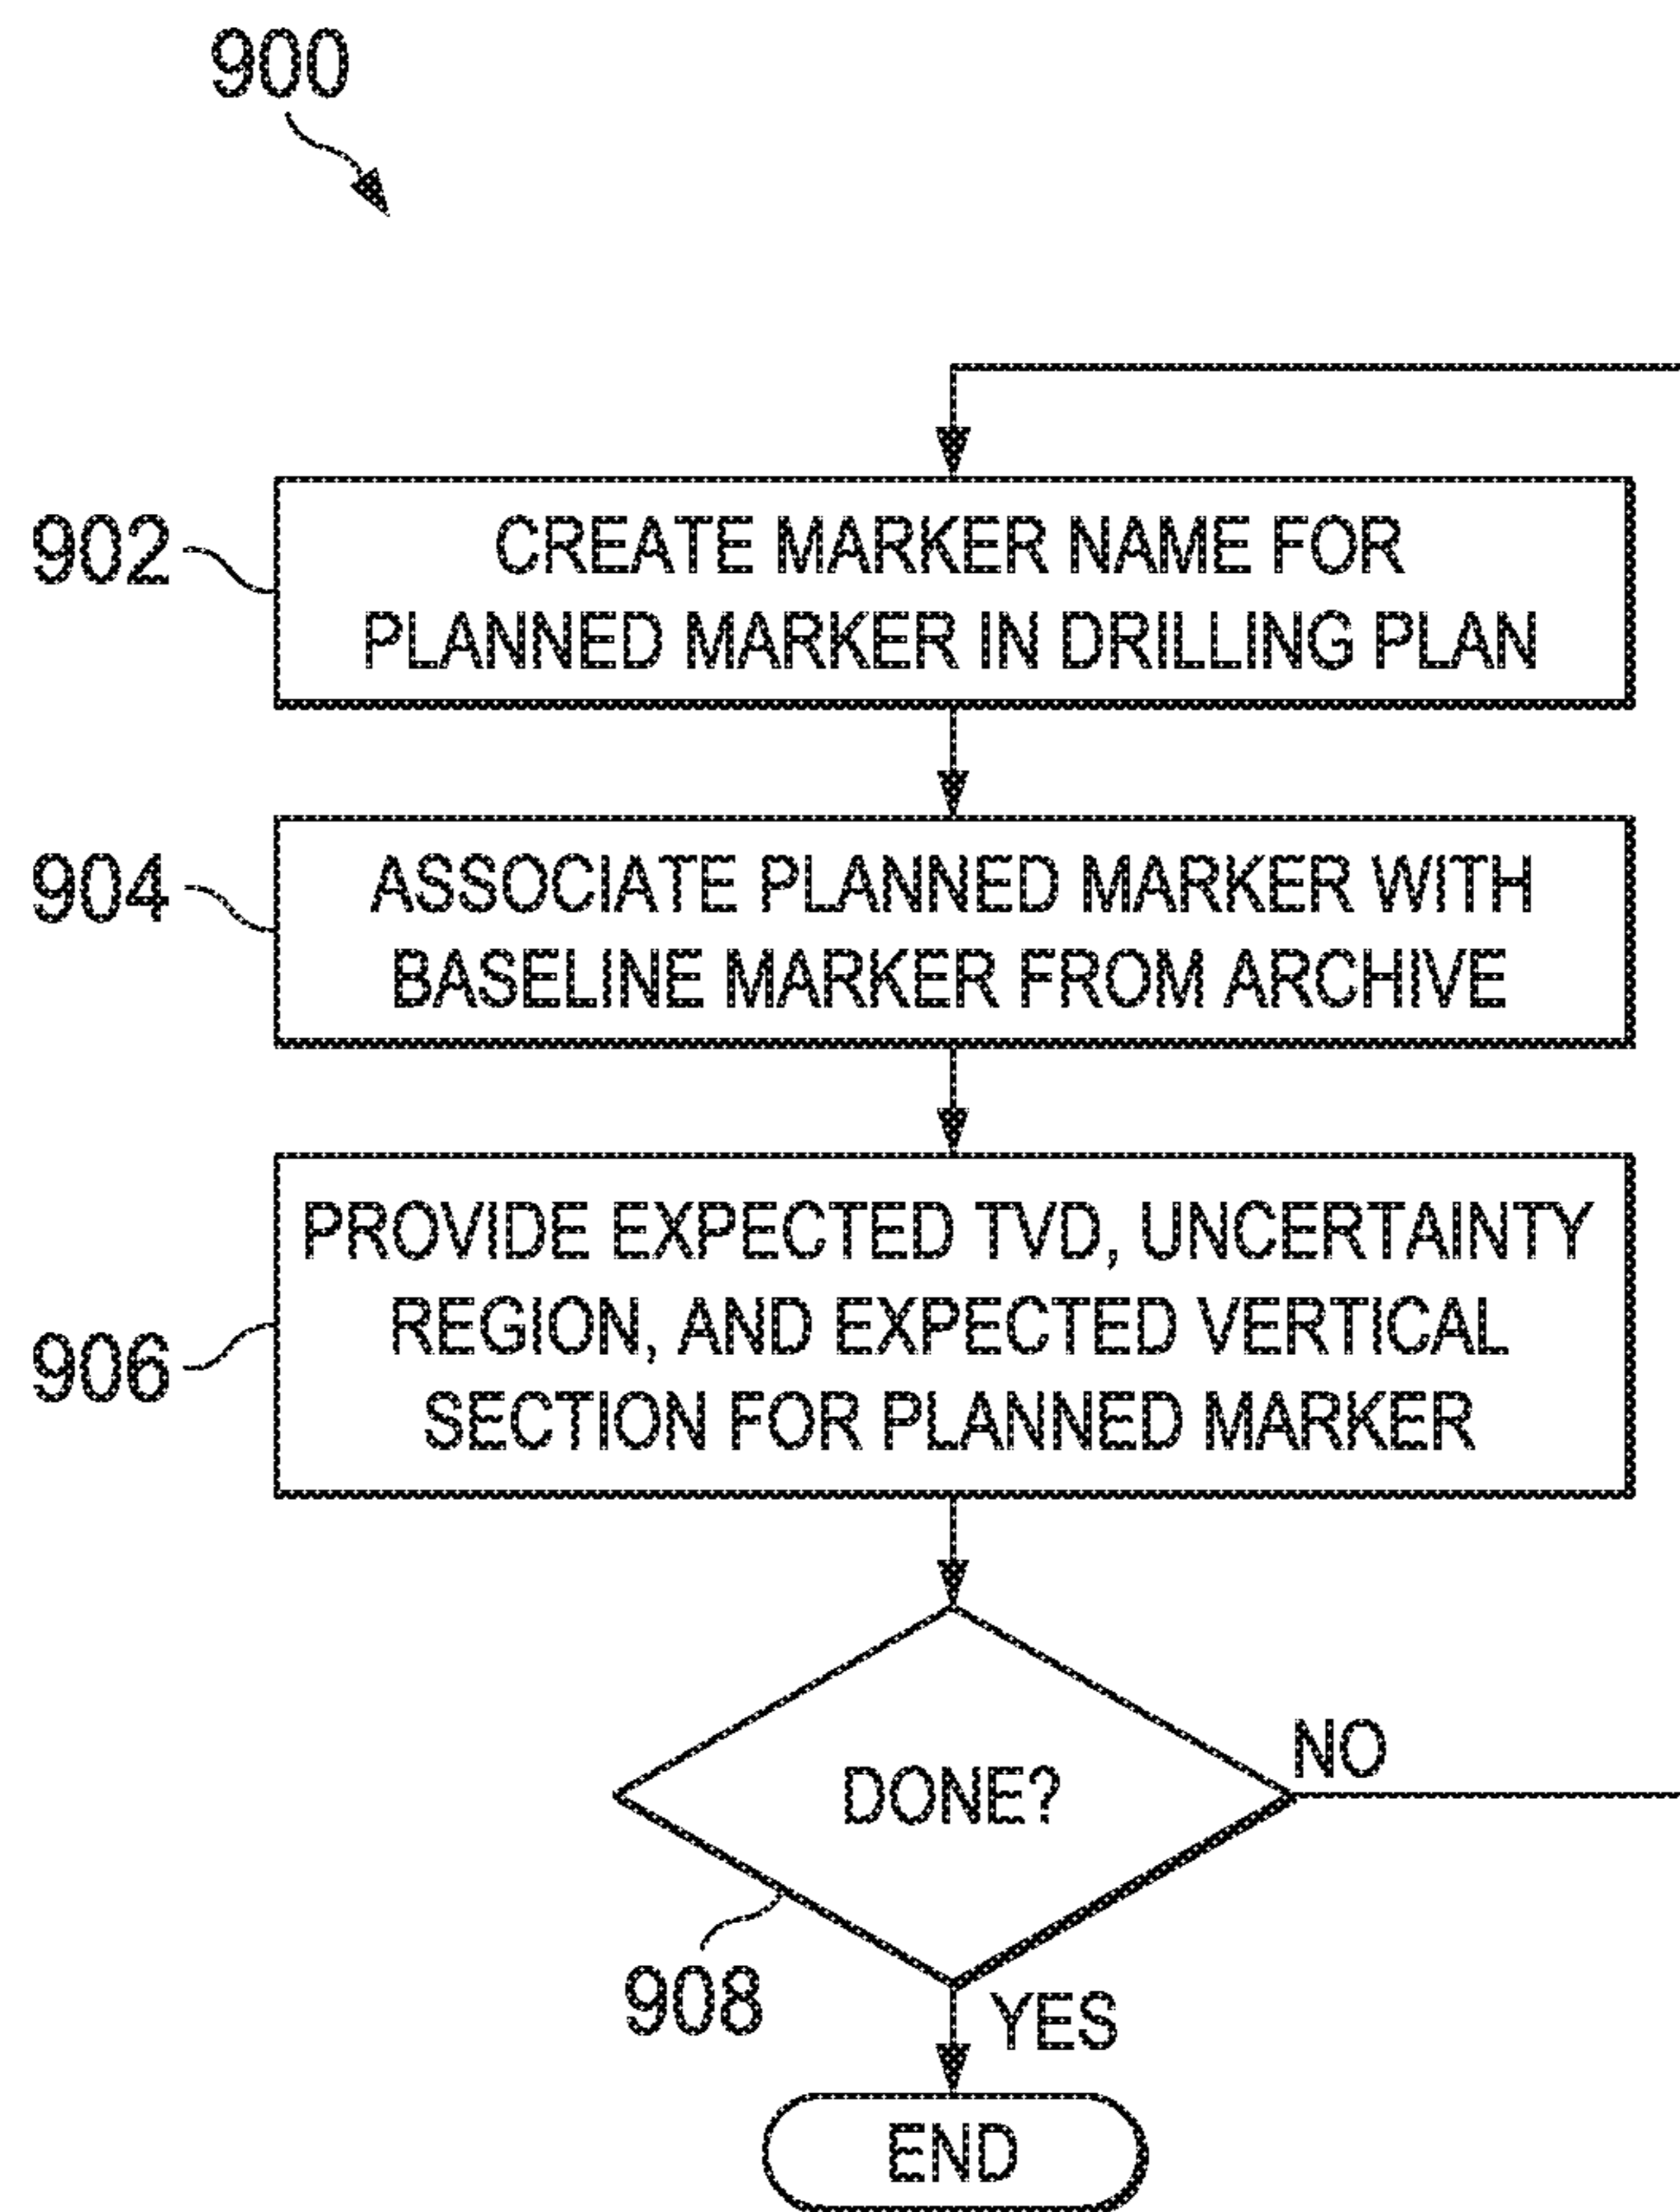 900
902
CREATE MARKER NAME FOR
PLANNED MARKER IN DRILLING PLAN
904
ASSOCIATE PLANNED MARKER WITH
BASELINE MARKER FROM ARCHIVE
906
PROVIDE EXPECTED TVD, UNCERTAINTY
REGION, AND EXPECTED VERTICAL
SECTION FOR PLANNED MARKER
DONE?
NO
908
YES
END